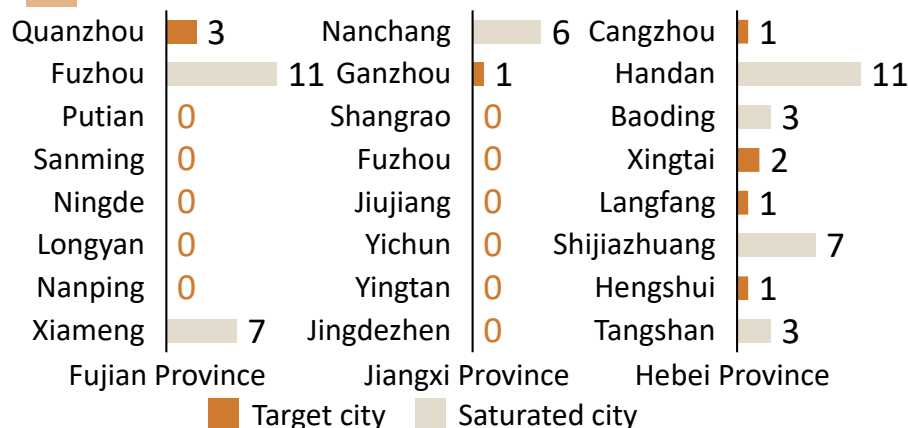 Quanzhou 3 Nanchang 6 Cangzhou 1
Fuzhou 11 Ganzhou 1 Handan 11
Putian 0 Shangrao 0 Baoding 3
Sanming 0 Fuzhou 0 Xingtai 2
Ningde 0 Jiujiang 0 Langfang 1
Longyan 0 Yichun 0 Shijiazhuang 7
Nanping 0 Yingtan 0 Hengshui 1
Xiameng 7 Jingdezhen 0 Tangshan 3
Fujian Province Jiangxi Province Hebei Province
Target city Saturated city